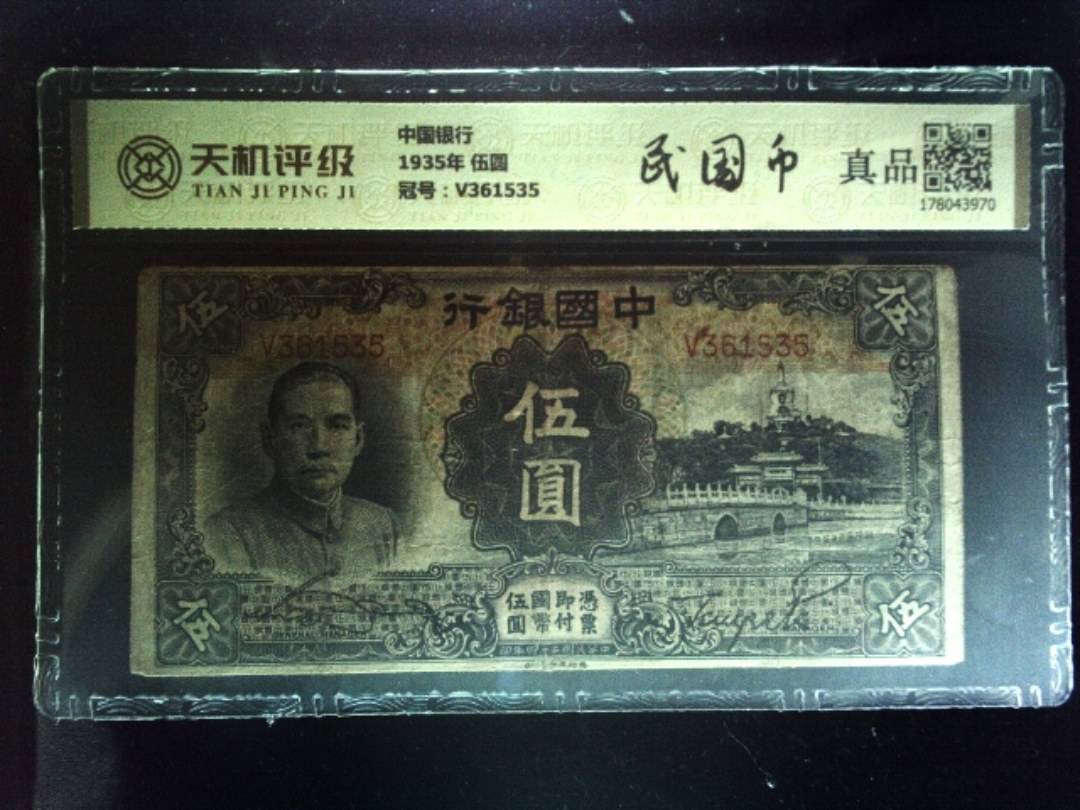 天机评级
TIAN JI PING JI
中国银行
1935年 伍圆
冠号：V361535
民国币
真品
178043970
伍
行銀國中
伍
V361535
V361535
伍
圓
憑票
即付
國幣
伍圓
伍
伍
GENERAL MANAGER